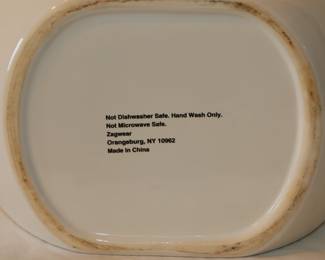 Not Dishwasher Safe. Hand Wash Only.
Not Microwave Safe.
Zagwear
Orangeburg, NY 10962
Made In China